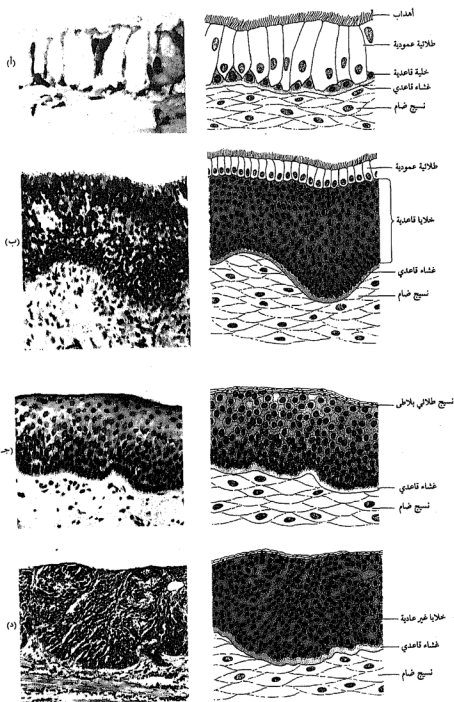 أهداب
طلائية عمودية
خلية قاعدية
غشاء قاعدي
نسيج ضام
(أ)
طلائية عمودية
خلايا قاعدية
غشاء قاعدي
نسيج ضام
(ب)
نسيج طلائي بلاطى
غشاء قاعدي
نسيج ضام
(جـ
خلايا غير عادية
غشاء قاعدي
نسيج ضام
(د)